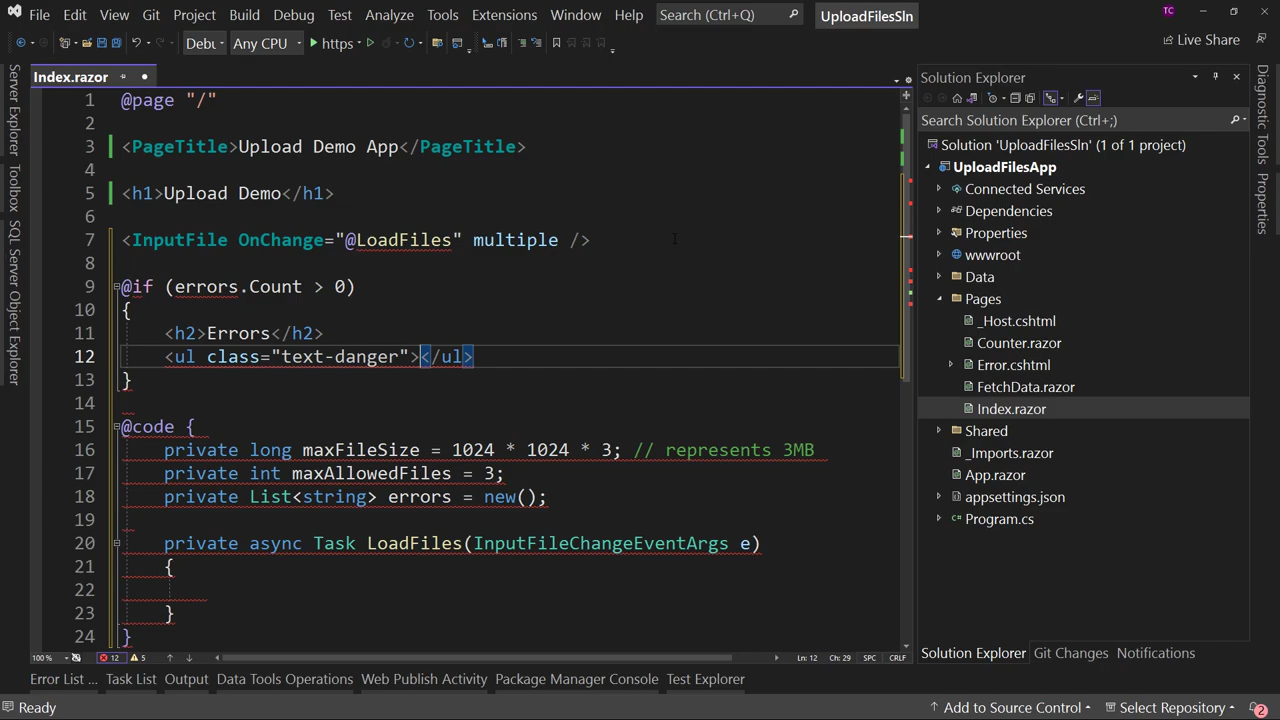 File Edit View Git Project Build Debug Test Analyze Tools Extensions Window Help Search (Ctrl+Q) UploadFilesSln TC
Debu Any CPU https Live Share
Index.razor
Solution Explorer
Search Solution Explorer (Ctrl+;)
Solution 'UploadFilesSln' (1 of 1 project)
UploadFilesApp
Connected Services
Dependencies
Properties
wwwroot
Data
Pages
_Host.cshtml
Counter.razor
Error.cshtml
FetchData.razor
Index.razor
Shared
_Imports.razor
App.razor
appsettings.json
Program.cs
Solution Explorer Git Changes Notifications
Server Explorer
Toolbox
SQL Server Object Explorer
Diagnostic Tools
Properties
1 @page "/"
2
3 <PageTitle>Upload Demo App</PageTitle>
4
5 <h1>Upload Demo</h1>
6
7 <InputFile OnChange="@LoadFiles" multiple />
8
9 @if (errors.Count > 0)
10 {
11 <h2>Errors</h2>
12 <ul class="text-danger"></ul>
13 }
14
15 @code {
16 private long maxFileSize = 1024 * 1024 * 3; // represents 3MB
17 private int maxAllowedFiles = 3;
18 private List<string> errors = new();
19
20 private async Task LoadFiles(InputFileChangeEventArgs e)
21 {
22
23 }
24 }
100 % 12 5 Ln: 12 Ch: 29 SPC CRLF
Error List ... Task List Output Data Tools Operations Web Publish Activity Package Manager Console Test Explorer
Ready Add to Source Control Select Repository 2